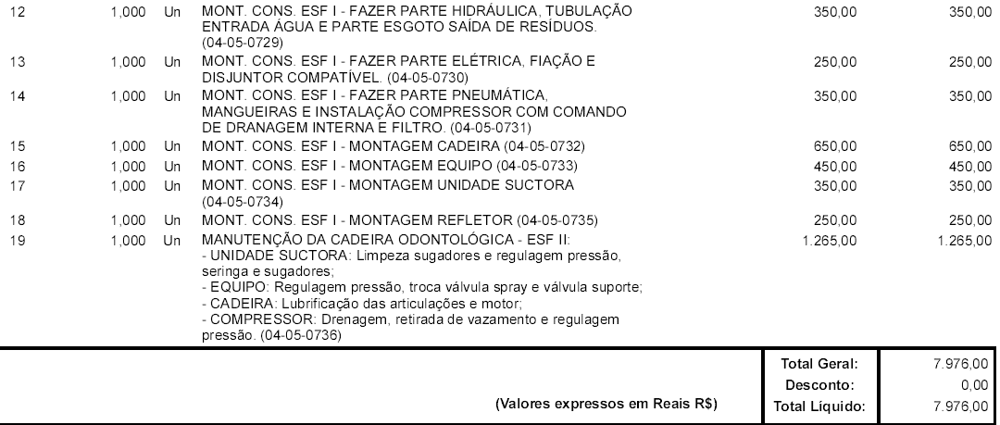 12 1,000 Un MONT. CONS. ESF I - FAZER PARTE HIDRÁULICA, TUBULAÇÃO 350,00 350,00
ENTRADA ÁGUA E PARTE ESGOTO SAÍDA DE RESÍDUOS.
(04-05-0729)
13 1,000 Un MONT. CONS. ESF I - FAZER PARTE ELÉTRICA, FIAÇÃO E 250,00 250,00
DISJUNTOR COMPATÍVEL. (04-05-0730)
14 1,000 Un MONT. CONS. ESF I - FAZER PARTE PNEUMÁTICA, 350,00 350,00
MANGUEIRAS E INSTALAÇÃO COMPRESSOR COM COMANDO
DE DRANAGEM INTERNA E FILTRO. (04-05-0731)
15 1,000 Un MONT. CONS. ESF I - MONTAGEM CADEIRA (04-05-0732) 650,00 650,00
16 1,000 Un MONT. CONS. ESF I - MONTAGEM EQUIPO (04-05-0733) 450,00 450,00
17 1,000 Un MONT. CONS. ESF I - MONTAGEM UNIDADE SUCTORA 350,00 350,00
(04-05-0734)
18 1,000 Un MONT. CONS. ESF I - MONTAGEM REFLETOR (04-05-0735) 250,00 250,00
19 1,000 Un MANUTENÇÃO DA CADEIRA ODONTOLÓGICA - ESF II: 1.265,00 1.265,00
- UNIDADE SUCTORA: Limpeza sugadores e regulagem pressão,
seringa e sugadores;
- EQUIPO: Regulagem pressão, troca válvula spray e válvula suporte;
- CADEIRA: Lubrificação das articulações e motor;
- COMPRESSOR: Drenagem, retirada de vazamento e regulagem
pressão. (04-05-0736)
Total Geral: 7.976,00
Desconto: 0,00
(Valores expressos em Reais R$) Total Líquido: 7.976,00